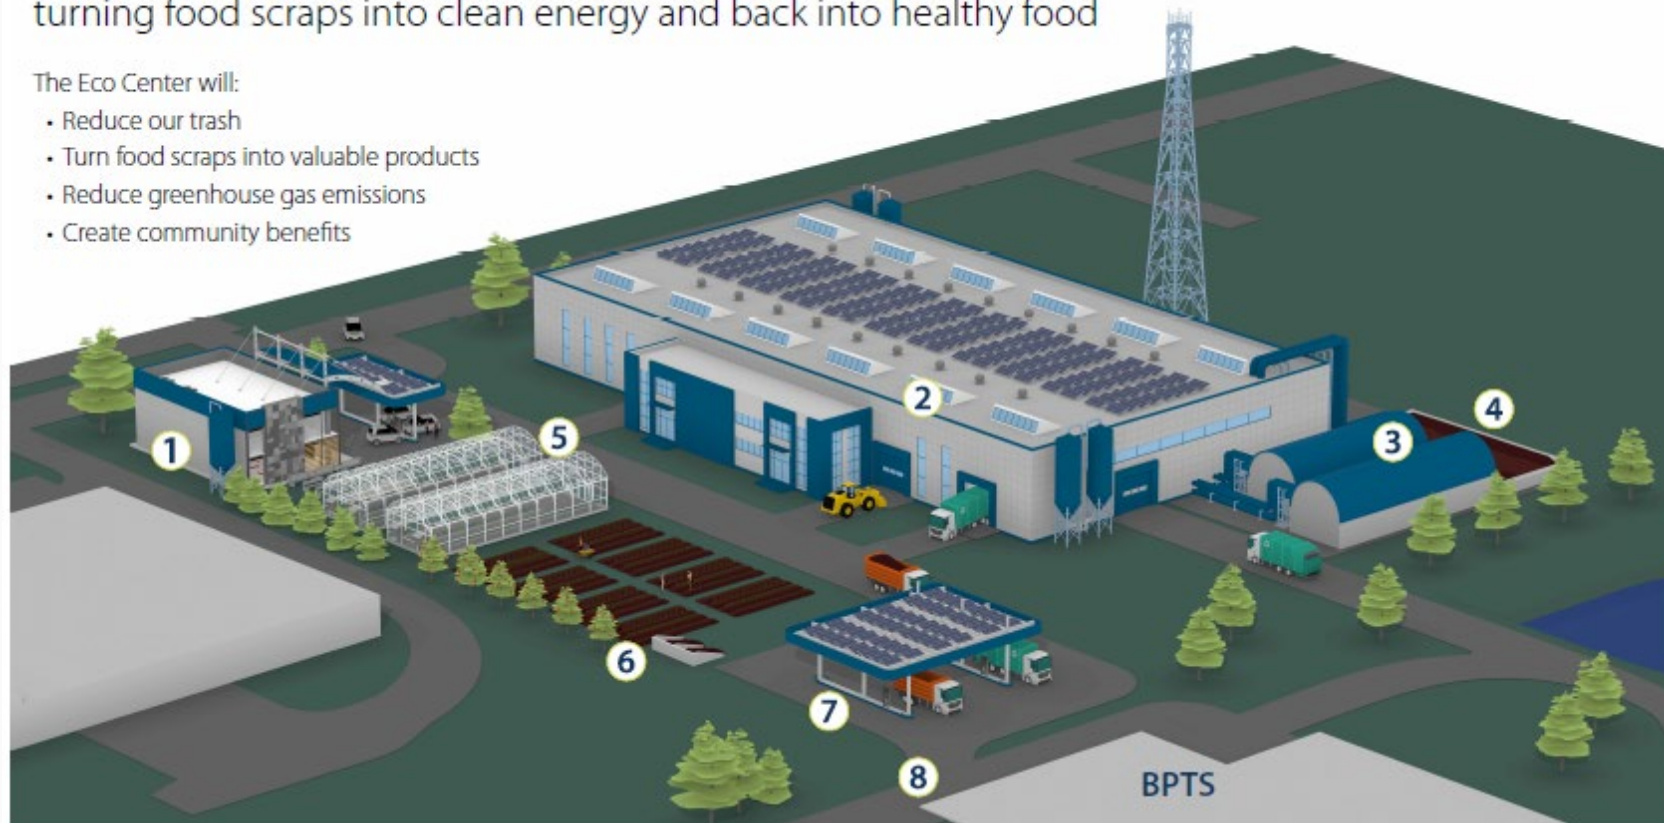 turning food scraps into clean energy and back into healthy food
The Eco Center will:
• Reduce our trash
• Turn food scraps into valuable products
• Reduce greenhouse gas emissions
• Create community benefits
1
2
3
4
5
6
7
8
BPTS